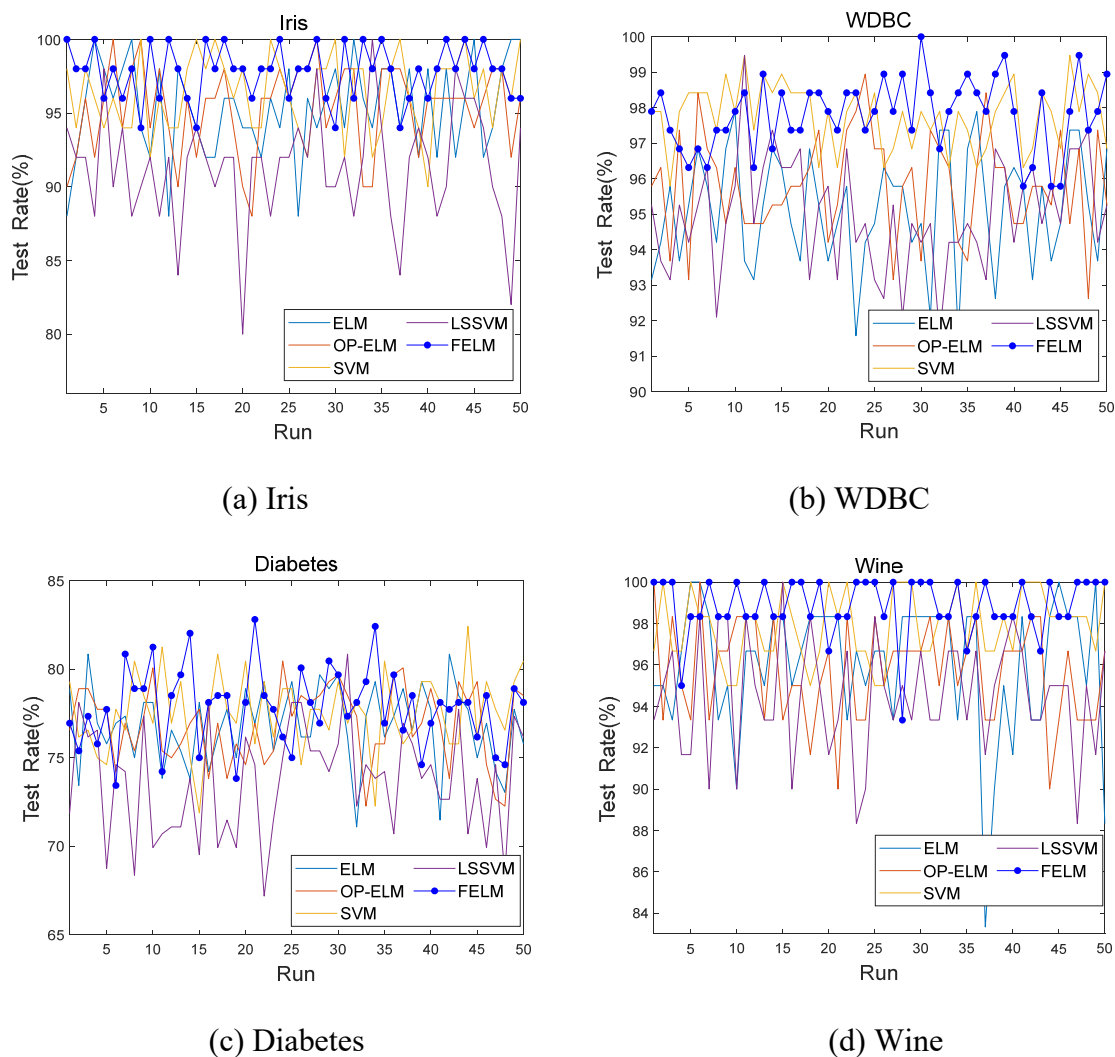 Iris
Test Rate(%)
100
95
90
85
80
5 10 15 20 25 30 35 40 45 50
Run
ELM LSSVM
OP-ELM FELM
SVM
(a) Iris
WDBC
Test Rate(%)
100
99
98
97
96
95
94
93
92
91
90
5 10 15 20 25 30 35 40 45 50
Run
ELM LSSVM
OP-ELM FELM
SVM
(b) WDBC
Diabetes
Test Rate(%)
85
80
75
70
65
5 10 15 20 25 30 35 40 45 50
Run
ELM LSSVM
OP-ELM FELM
SVM
(c) Diabetes
Wine
Test Rate(%)
100
98
96
94
92
90
88
86
84
5 10 15 20 25 30 35 40 45 50
Run
ELM LSSVM
OP-ELM FELM
SVM
(d) Wine